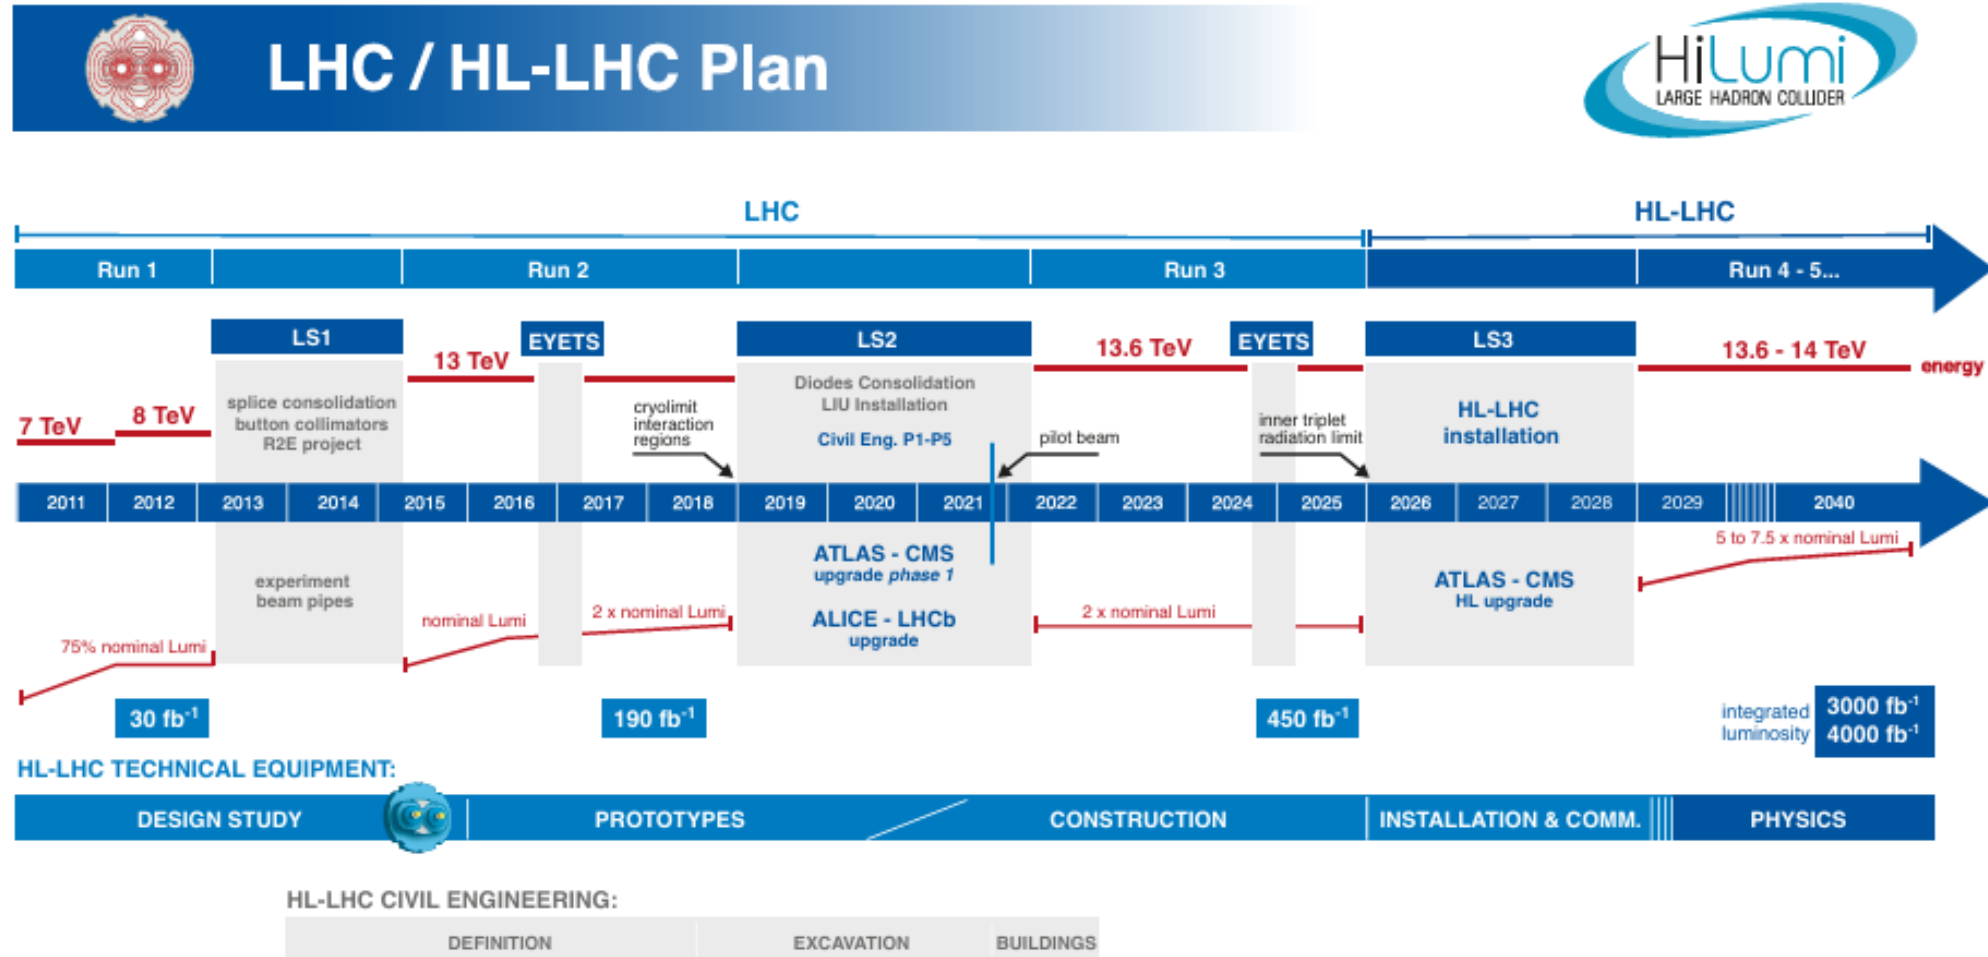 LHC / HL-LHC Plan
HiLumi
LARGE HADRON COLLIDER
LHC
HL-LHC
Run 1
Run 2
Run 3
Run 4 - 5...
LS1
EYETS
LS2
EYETS
LS3
13 TeV
13.6 TeV
13.6 - 14 TeV
energy
7 TeV
8 TeV
splice consolidation
button collimators
R2E project
cryolimit
interaction
regions
Diodes Consolidation
LIU Installation
Civil Eng. P1-P5
pilot beam
inner triplet
radiation limit
HL-LHC
installation
2011
2012
2013
2014
2015
2016
2017
2018
2019
2020
2021
2022
2023
2024
2025
2026
2027
2028
2029
2040
5 to 7.5 x nominal Lumi
experiment
beam pipes
ATLAS - CMS
upgrade phase 1
ALICE - LHCb
upgrade
ATLAS - CMS
HL upgrade
75% nominal Lumi
nominal Lumi
2 x nominal Lumi
2 x nominal Lumi
30 fb⁻¹
190 fb⁻¹
450 fb⁻¹
integrated
luminosity
3000 fb⁻¹
4000 fb⁻¹
HL-LHC TECHNICAL EQUIPMENT:
DESIGN STUDY
PROTOTYPES
CONSTRUCTION
INSTALLATION & COMM.
PHYSICS
HL-LHC CIVIL ENGINEERING:
DEFINITION
EXCAVATION
BUILDINGS